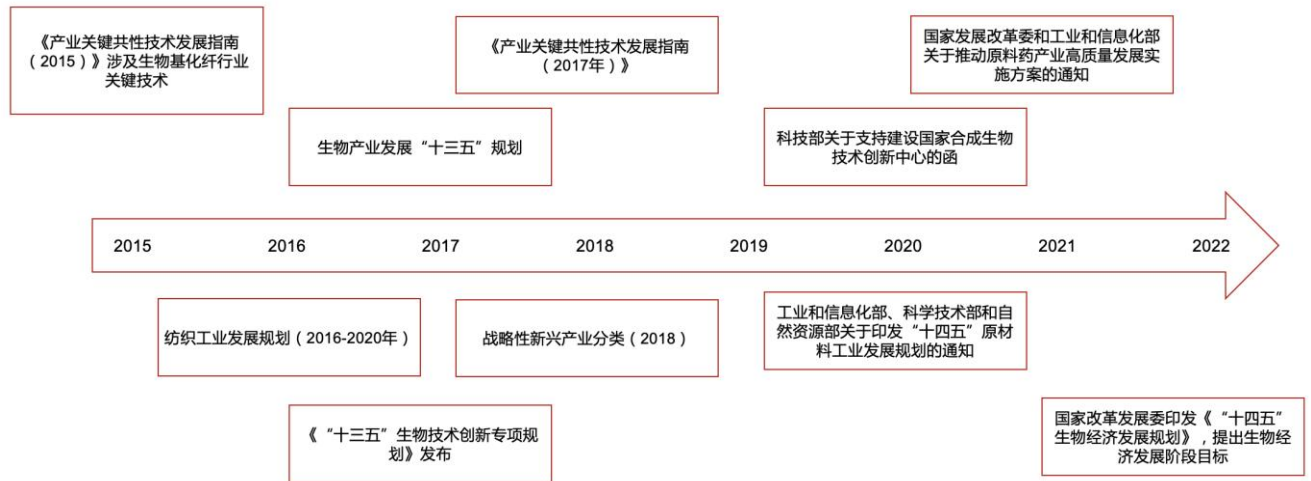 《产业关键共性技术发展指南
（2015）》涉及生物基化纤行业
关键技术
《产业关键共性技术发展指南
（2017年）》
国家发展改革委和工业和信息化部
关于推动原料药产业高质量发展实
施方案的通知
生物产业发展“十三五”规划
科技部关于支持建设国家合成生物
技术创新中心的函
2015
2016
2017
2018
2019
2020
2021
2022
纺织工业发展规划（2016-2020年）
战略性新兴产业分类（2018）
工业和信息化部、科学技术部和自
然资源部关于印发“十四五”原材
料工业发展规划的通知
《“十三五”生物技术创新专项规
划》发布
国家改革发展委印发《“十四五”
生物经济发展规划》，提出生物经
济发展阶段目标